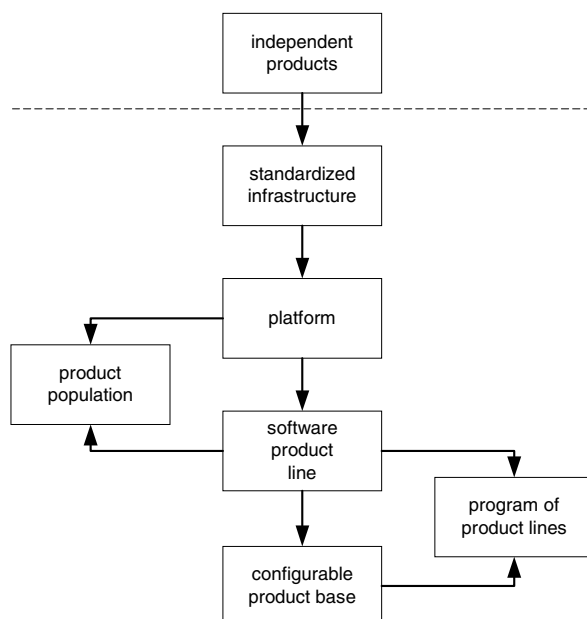 independent
products
standardized
infrastructure
platform
product
population
software
product
line
program of
product lines
configurable
product base